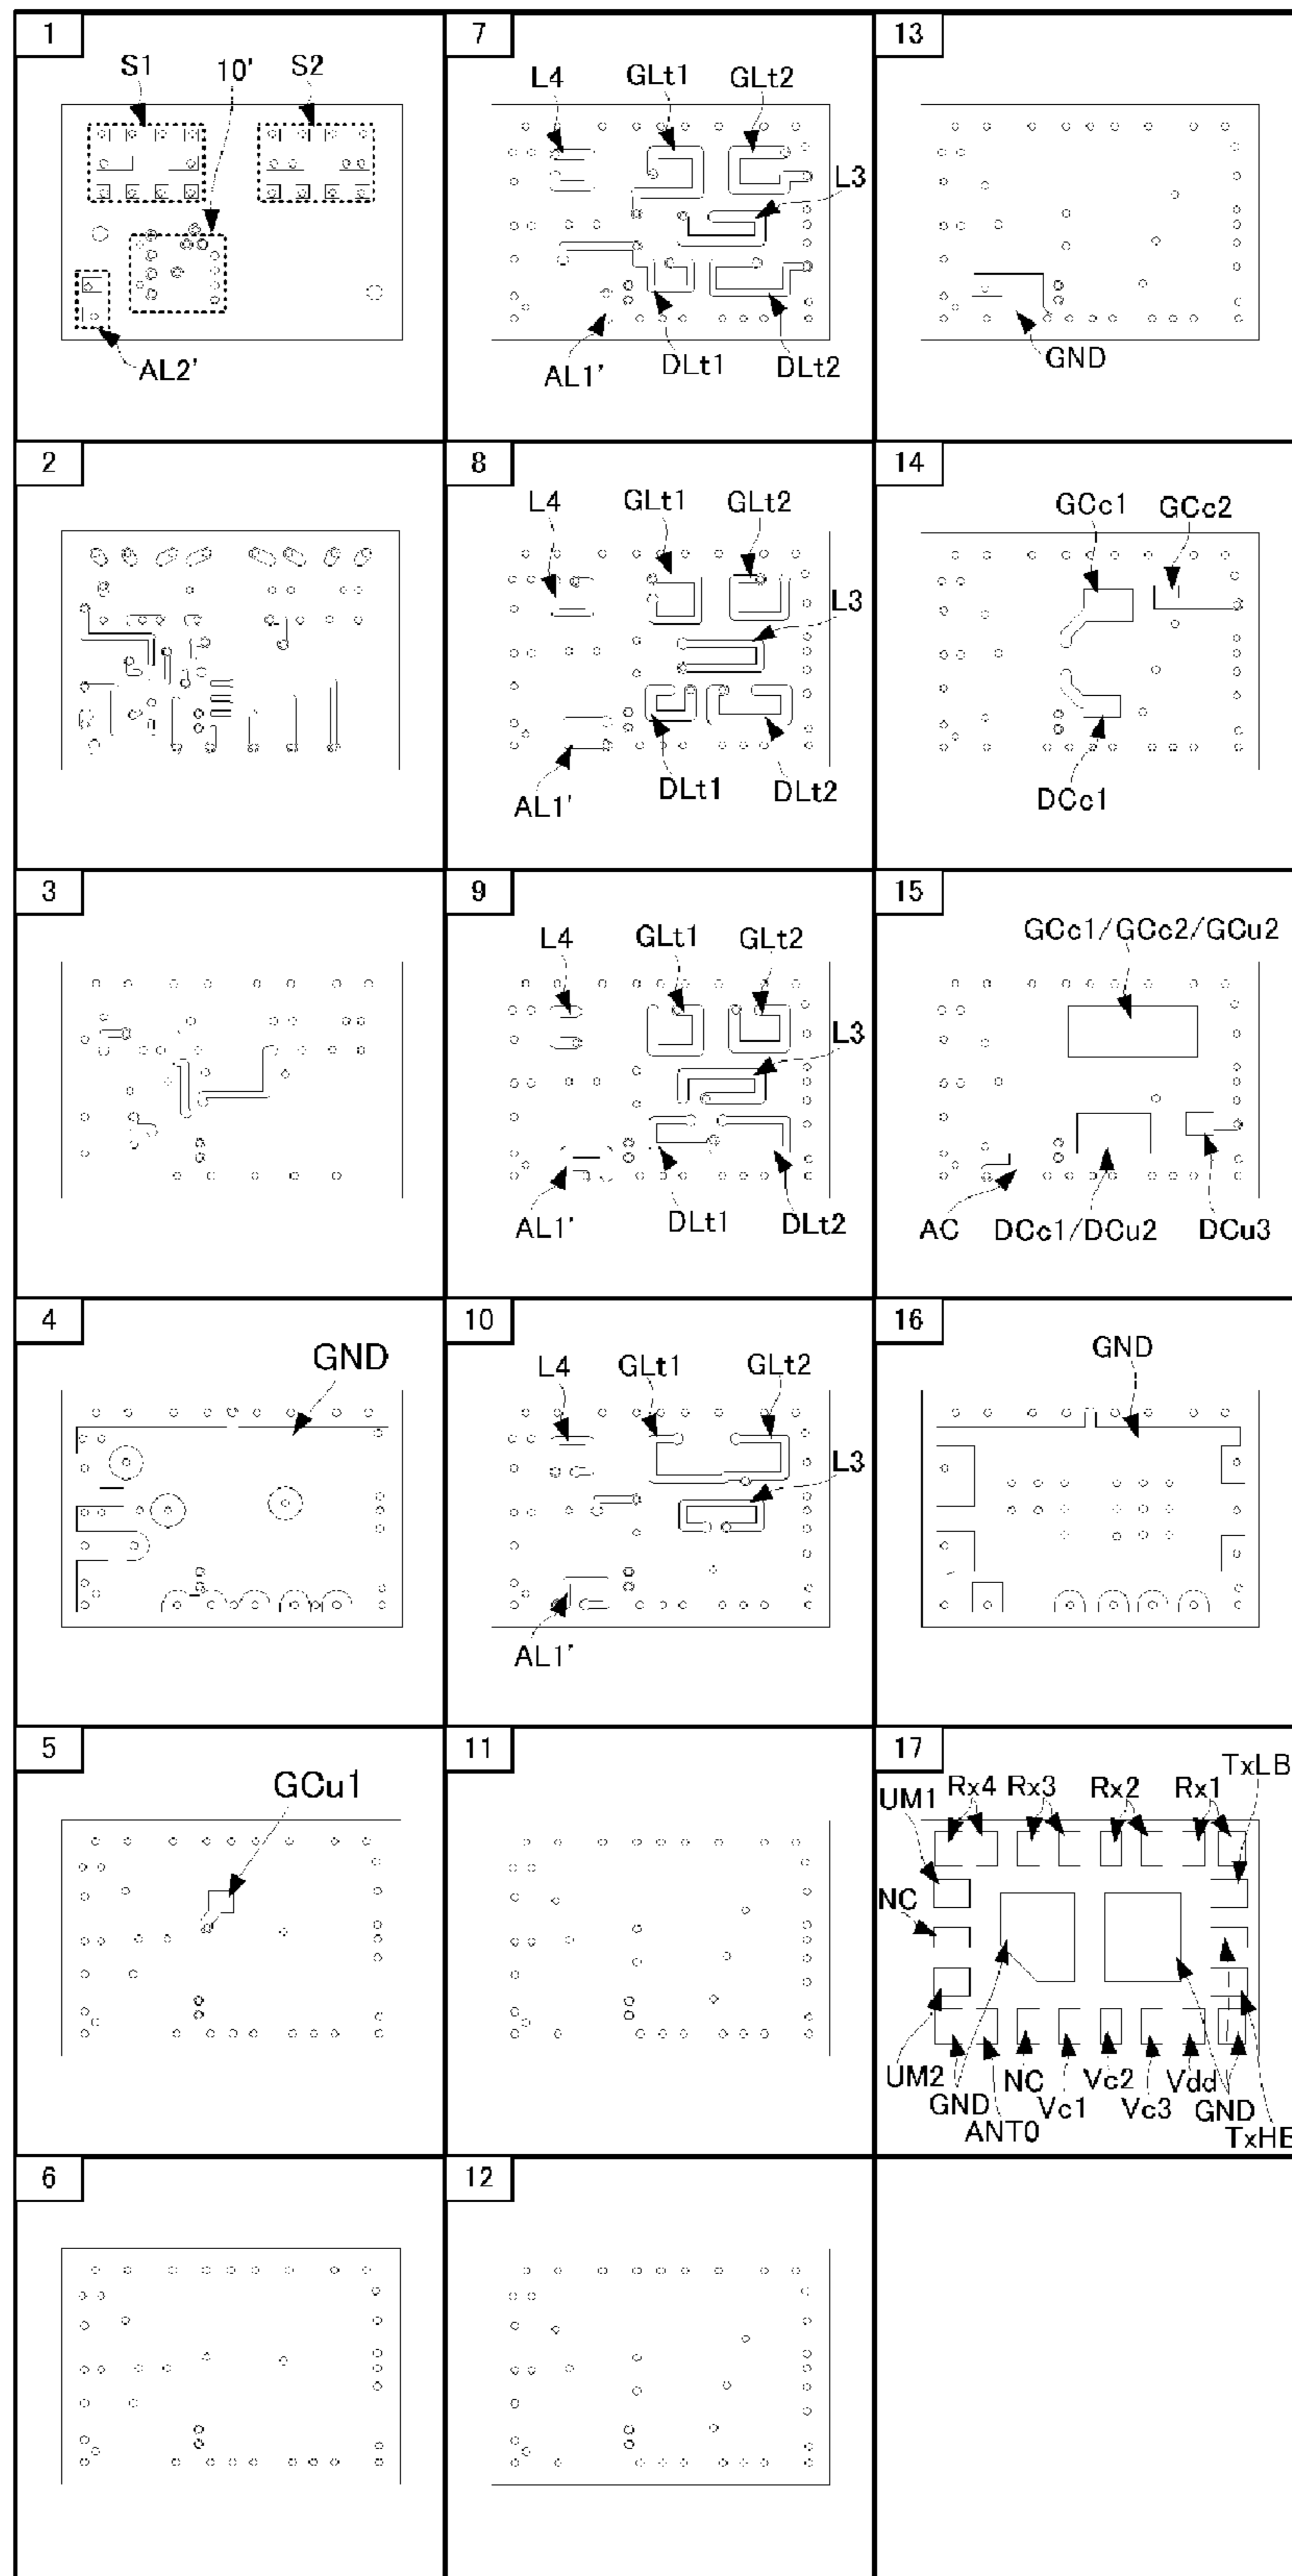 1
S1 10' S2
AL2'
2
3
4
GND
5
GCu1
6
7
L4 GLt1 GLt2
L3
AL1' DLt1 DLt2
8
L4 GLt1 GLt2
L3
AL1' DLt1 DLt2
9
L4 GLt1 GLt2
L3
AL1' DLt1 DLt2
10
L4 GLt1 GLt2
L3
AL1'
11
12
13
GND
14
GCc1 GCc2
DCc1
15
GCc1/GCc2/GCu2
AC DCc1/DCu2 DCu3
16
GND
17
TxLB
UM1 Rx4 Rx3 Rx2 Rx1
NC
UM2 NC Vc2 Vdd
GND Vc1 Vc3 GND
ANT0 TxHB